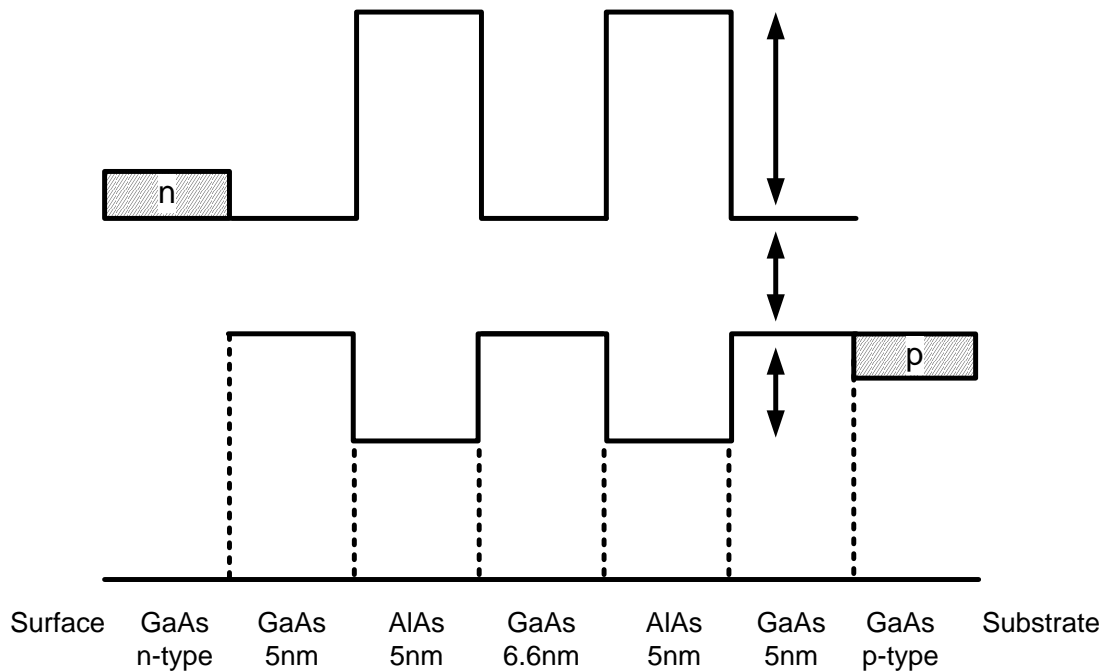 n
p
Surface GaAs GaAs AlAs GaAs AlAs GaAs GaAs Substrate
n-type 5nm 5nm 6.6nm 5nm 5nm p-type